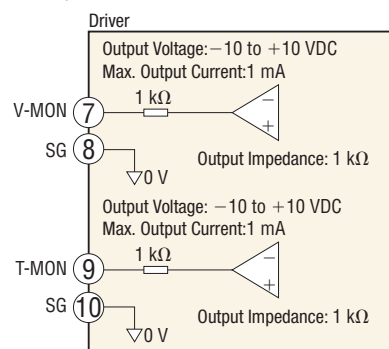 Driver
Output Voltage:−10 to +10 VDC
Max. Output Current:1 mA
1 kΩ
V-MON 7
−
+
SG 8
Output Impedance: 1 kΩ
0 V
Output Voltage: −10 to +10 VDC
Max. Output Current:1 mA
1 kΩ
T-MON 9
−
+
SG 10
Output Impedance: 1 kΩ
0 V